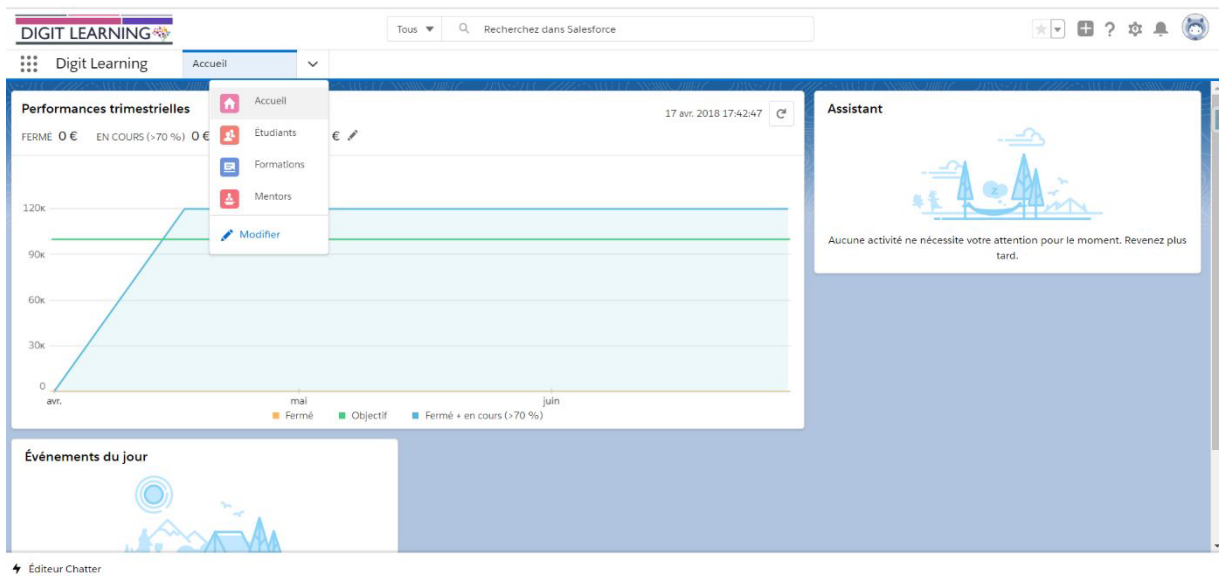 DIGIT LEARNING
Tous
Recherchez dans Salesforce
Digit Learning
Accueil
Performances trimestrielles
17 avr. 2018 17:42:47
FERMÉ 0 € EN COURS (>70 %) 0 €
€
Accueil
Étudiants
Formations
Mentors
Modifier
120K
90K
60K
30K
0
avr.
mai
juin
Fermé
Objectif
Fermé + en cours (>70 %)
Assistant
z
Aucune activité ne nécessite votre attention pour le moment. Revenez plus
tard.
Événements du jour
Éditeur Chatter